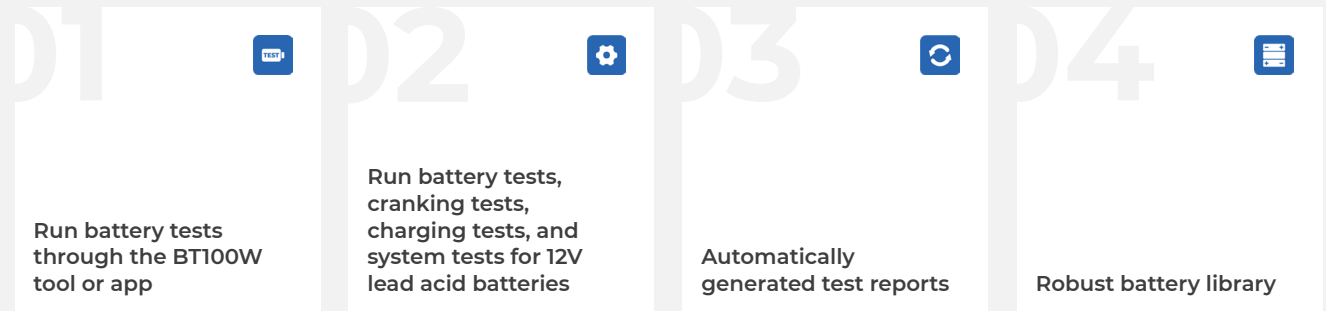 01
TEST
Run battery tests
through the BT100W
tool or app
02
Run battery tests,
cranking tests,
charging tests, and
system tests for 12V
lead acid batteries
03
Automatically
generated test reports
04
Robust battery library